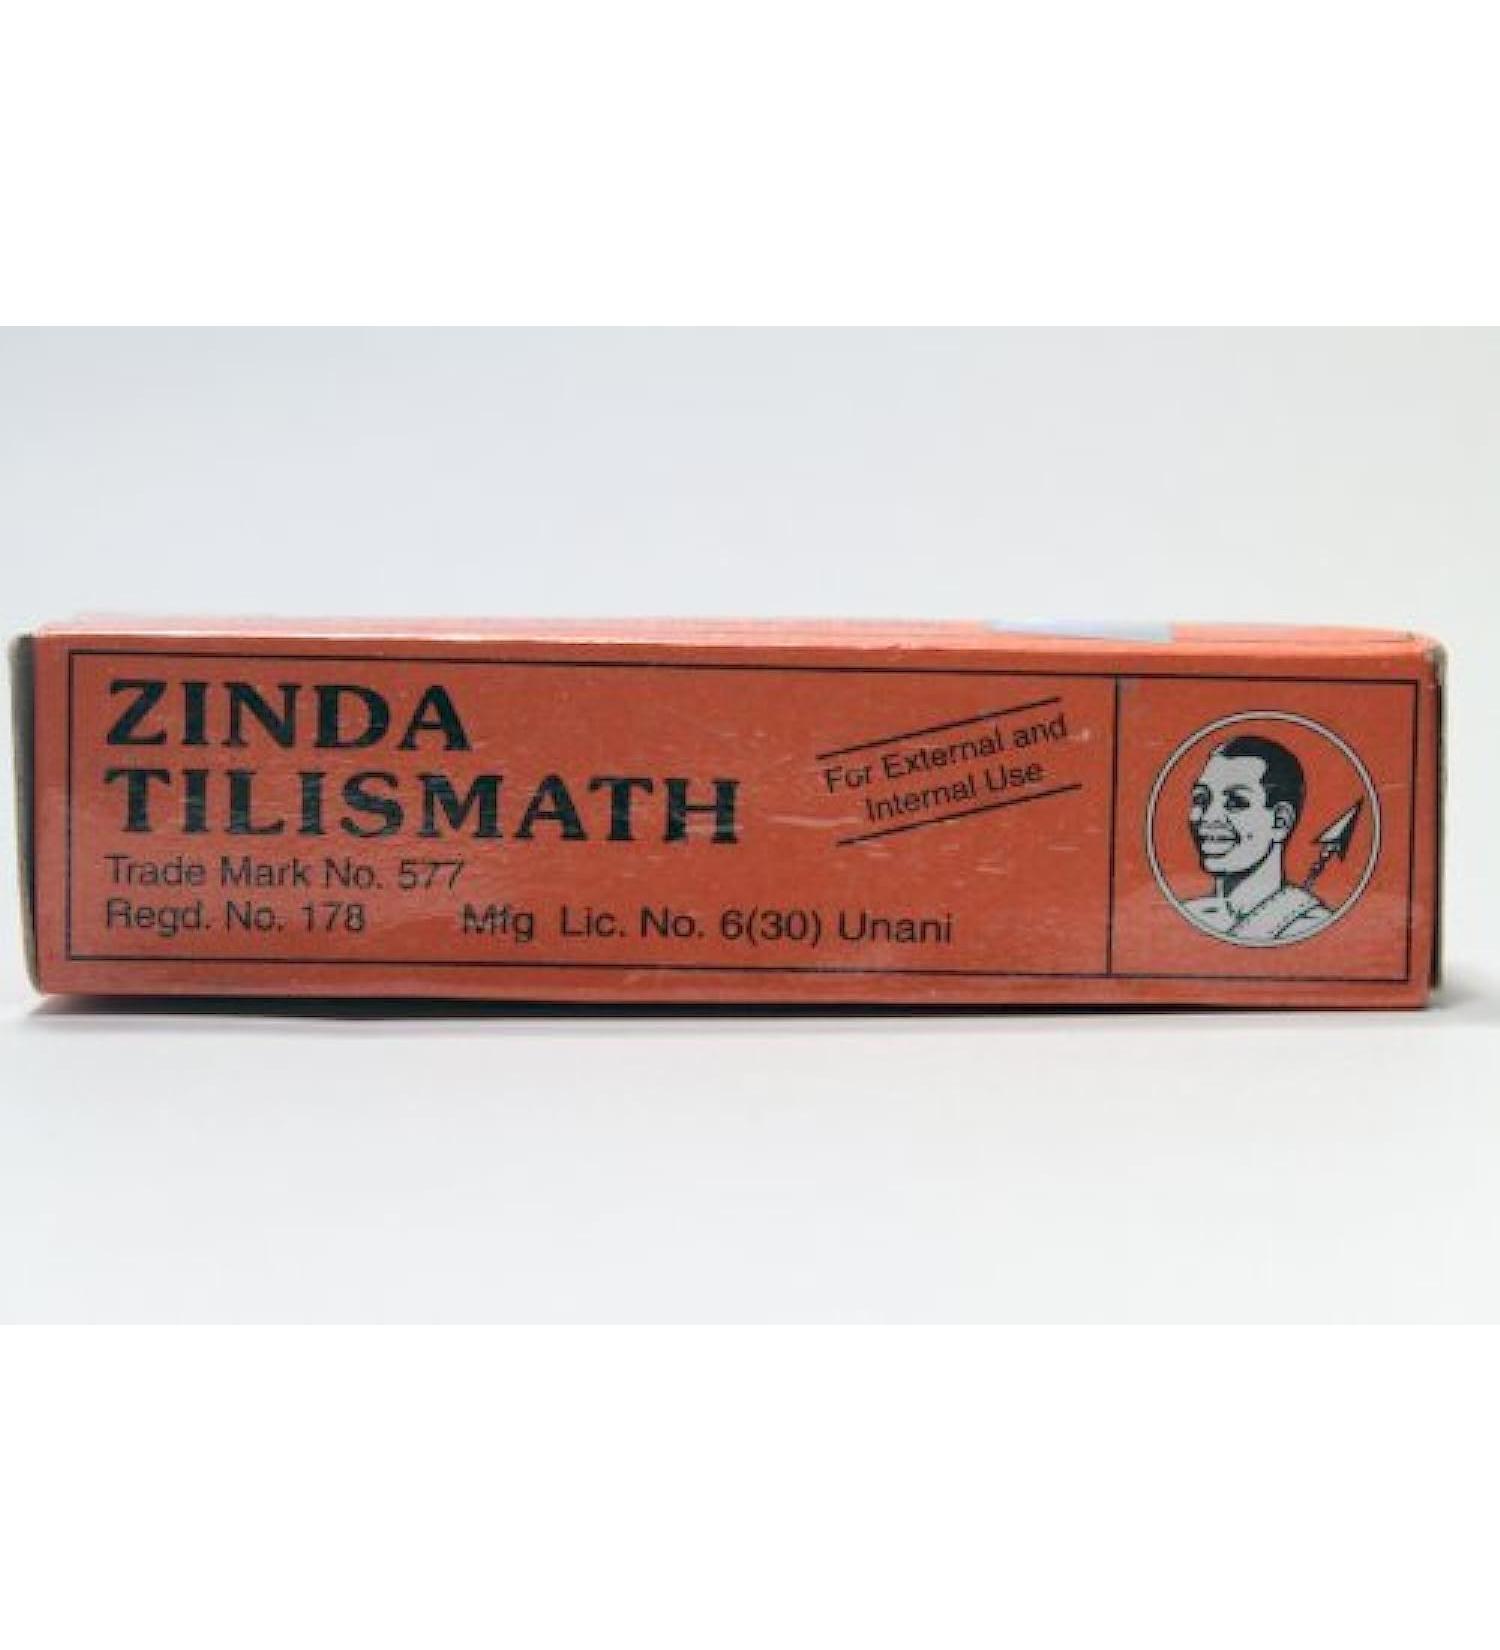 ZINDA
TILISMATH
For External and
Internal Use
Trade Mark No. 577
Regd. No. 178 Mfg Lic. No. 6(30) Unani